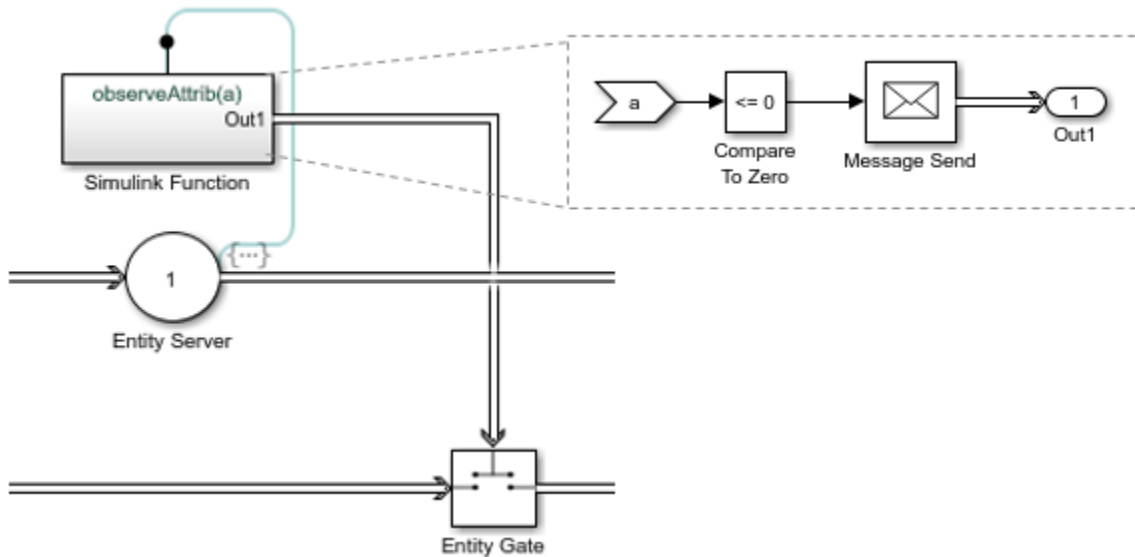 observeAttrib(a)
Out1
Simulink Function
a
<= 0
Compare
To Zero
Message Send
1
Out1
{...}
1
Entity Server
Entity Gate